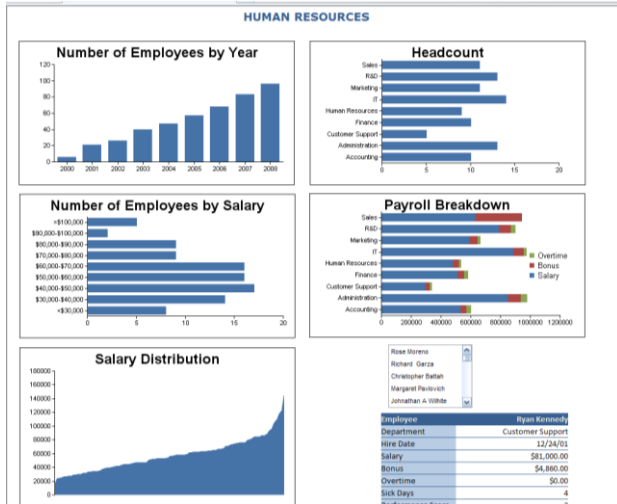 HUMAN RESOURCES
Number of Employees by Year
120
100
80
60
40
20
0
2000 2001 2002 2003 2004 2005 2006 2007 2008
Headcount
Sales
R&D
Marketing
IT
Human Resources
Finance
Customer Support
Administration
Accounting
0 5 10 15 20
Number of Employees by Salary
>$100,000
$90,000-$100,000
$80,000-$90,000
$70,000-$80,000
$60,000-$70,000
$50,000-$60,000
$40,000-$50,000
$30,000-$40,000
<$30,000
0 5 10 15 20
Payroll Breakdown
Sales
R&D
Marketing
IT
Human Resources
Finance
Customer Support
Administration
Accounting
Overtime
Bonus
Salary
0 200000 400000 600000 800000 1000000 1200000
Salary Distribution
180000
160000
140000
120000
100000
80000
60000
40000
20000
0
Rose Moreno
Richard Garza
Christopher Battah
Margaret Pavlovich
Johnathan A Wilhite
Employee Ryan Kennedy
Department Customer Support
Hire Date 12/24/01
Salary $81,000.00
Bonus $4,860.00
Overtime $0.00
Sick Days 4